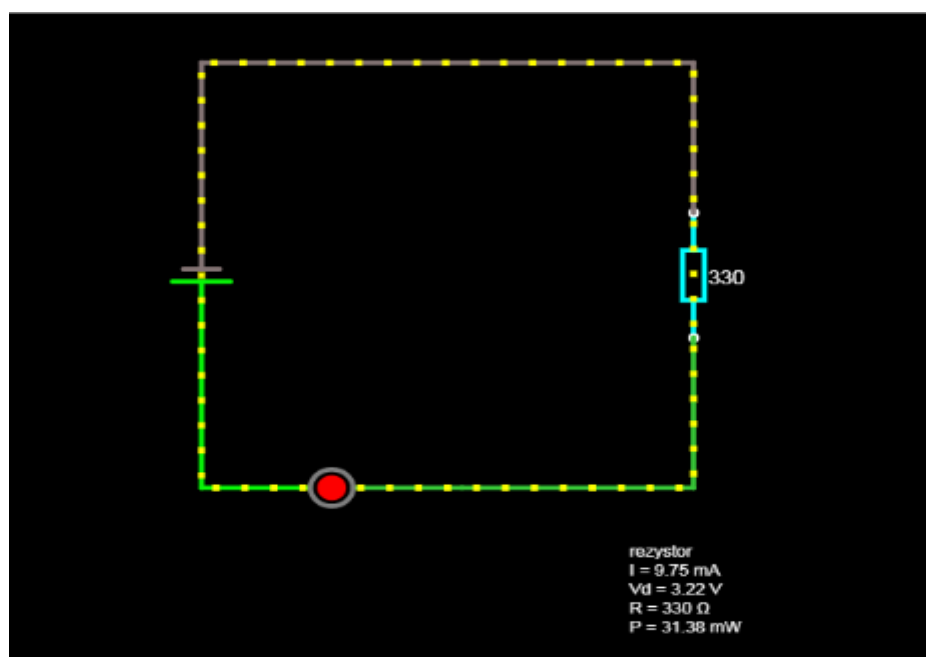 330
rezystor
I = 9.75 mA
Vd = 3.22 V
R = 330 Ω
P = 31.38 mW